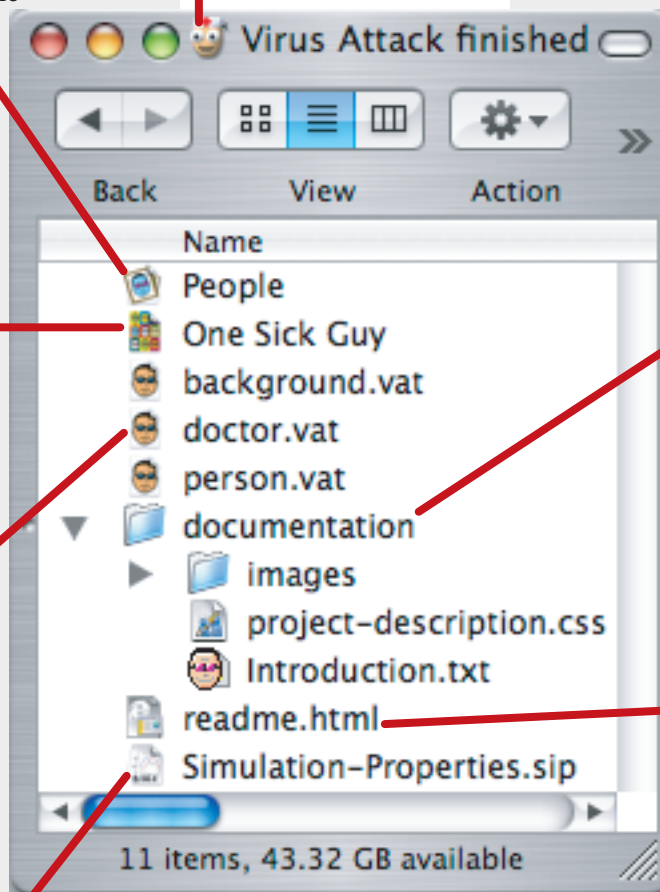 Virus Attack finished
Back View Action
Name
People
One Sick Guy
background.vat
doctor.vat
person.vat
documentation
images
project-description.css
Introduction.txt
readme.html
Simulation-Properties.sip
11 items, 43.32 GB available